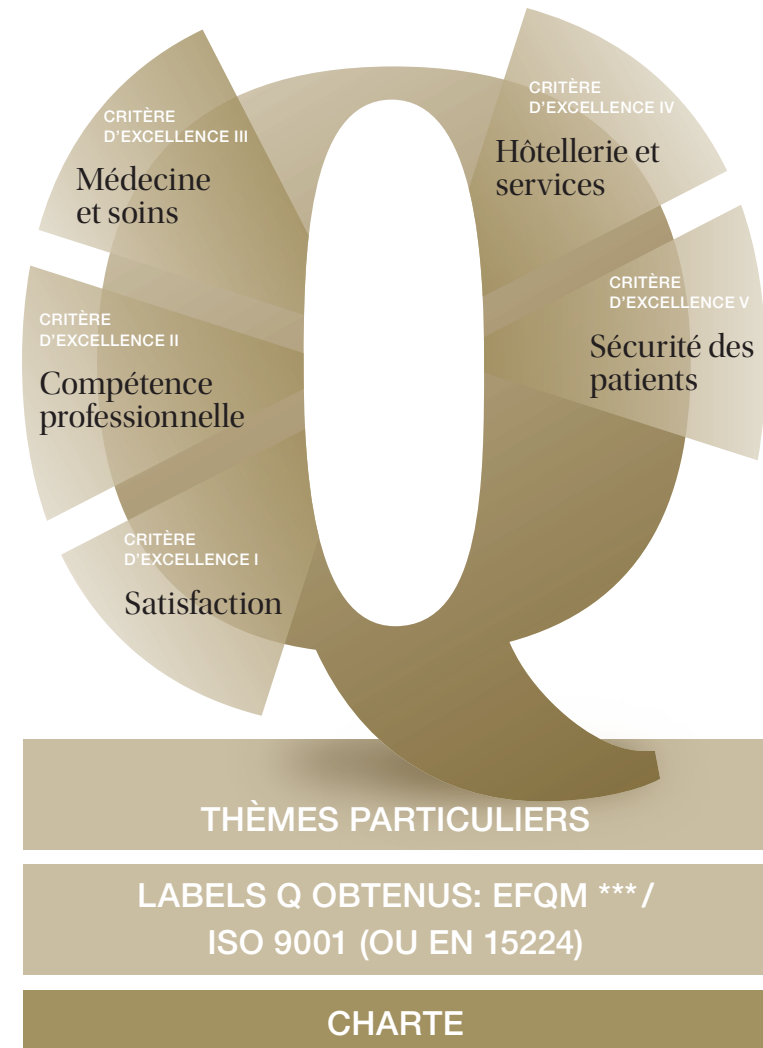 CRITÈRE
D'EXCELLENCE III
Médecine
et soins
CRITÈRE
D'EXCELLENCE IV
Hôtellerie et
services
CRITÈRE
D'EXCELLENCE II
Compétence
professionnelle
CRITÈRE
D'EXCELLENCE V
Sécurité des
patients
CRITÈRE
D'EXCELLENCE I
Satisfaction
THÈMES PARTICULIERS
LABELS Q OBTENUS: EFQM ***/
ISO 9001 (OU EN 15224)
CHARTE